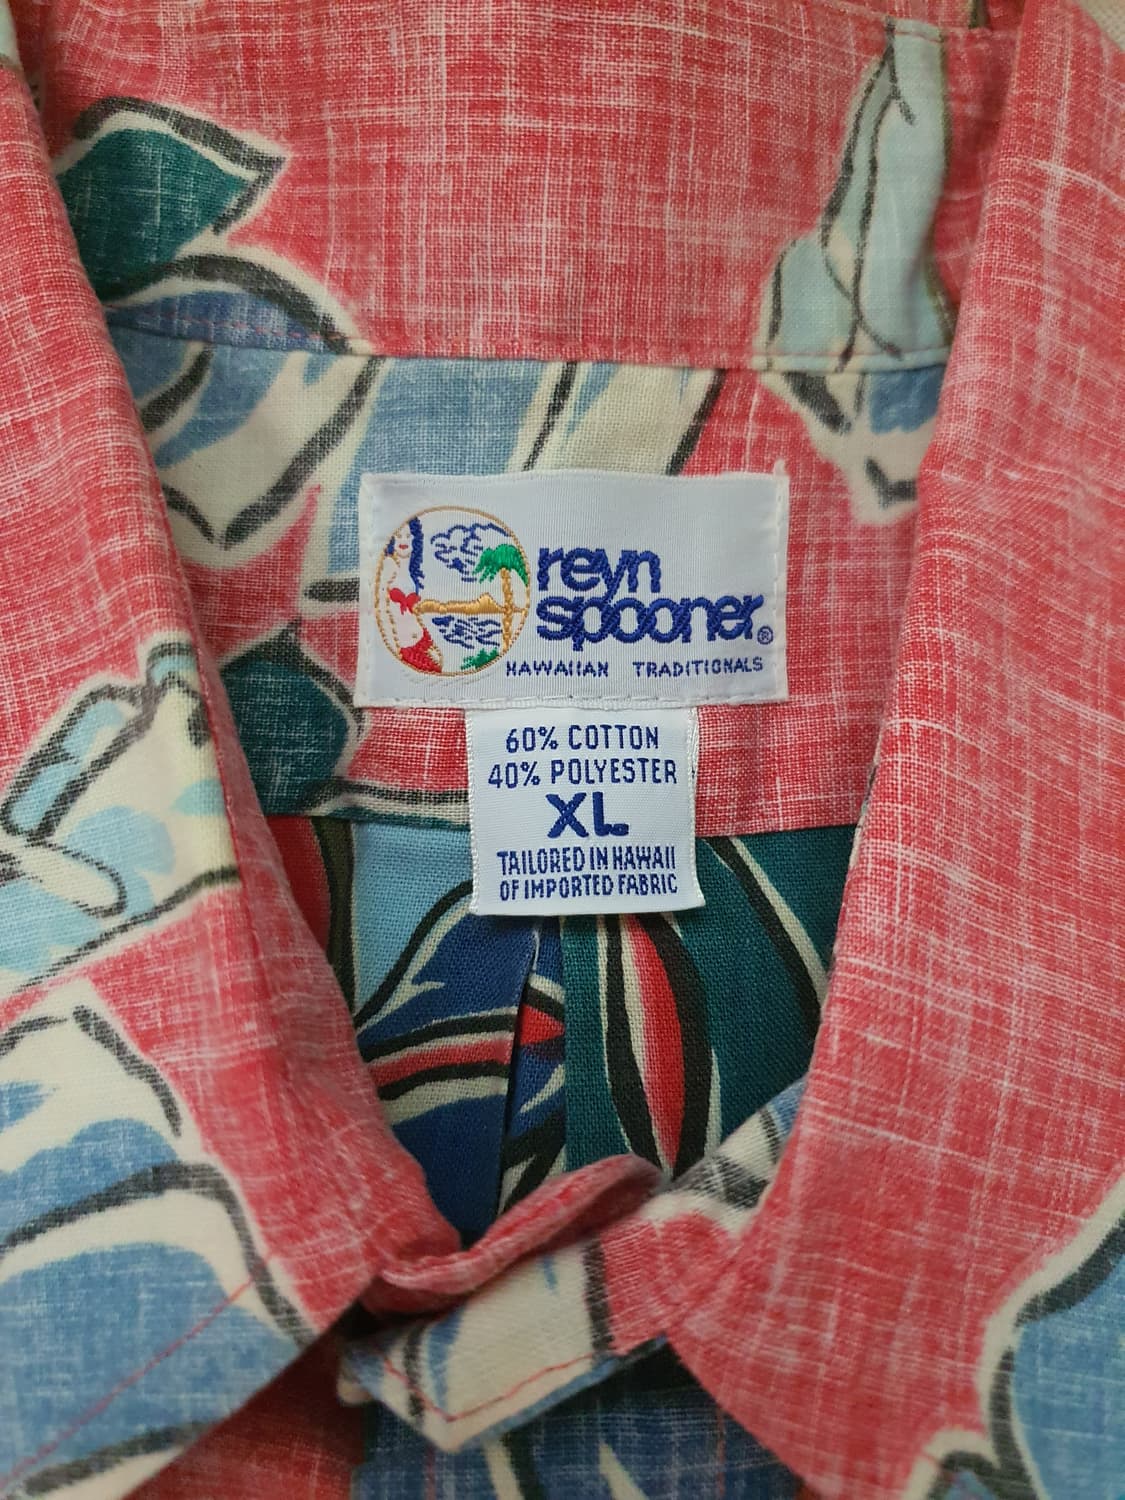 reyn
spooner®
HAWAIIAN TRADITIONALS
60% COTTON
40% POLYESTER
XL
TAILORED IN HAWAII
OF IMPORTED FABRIC